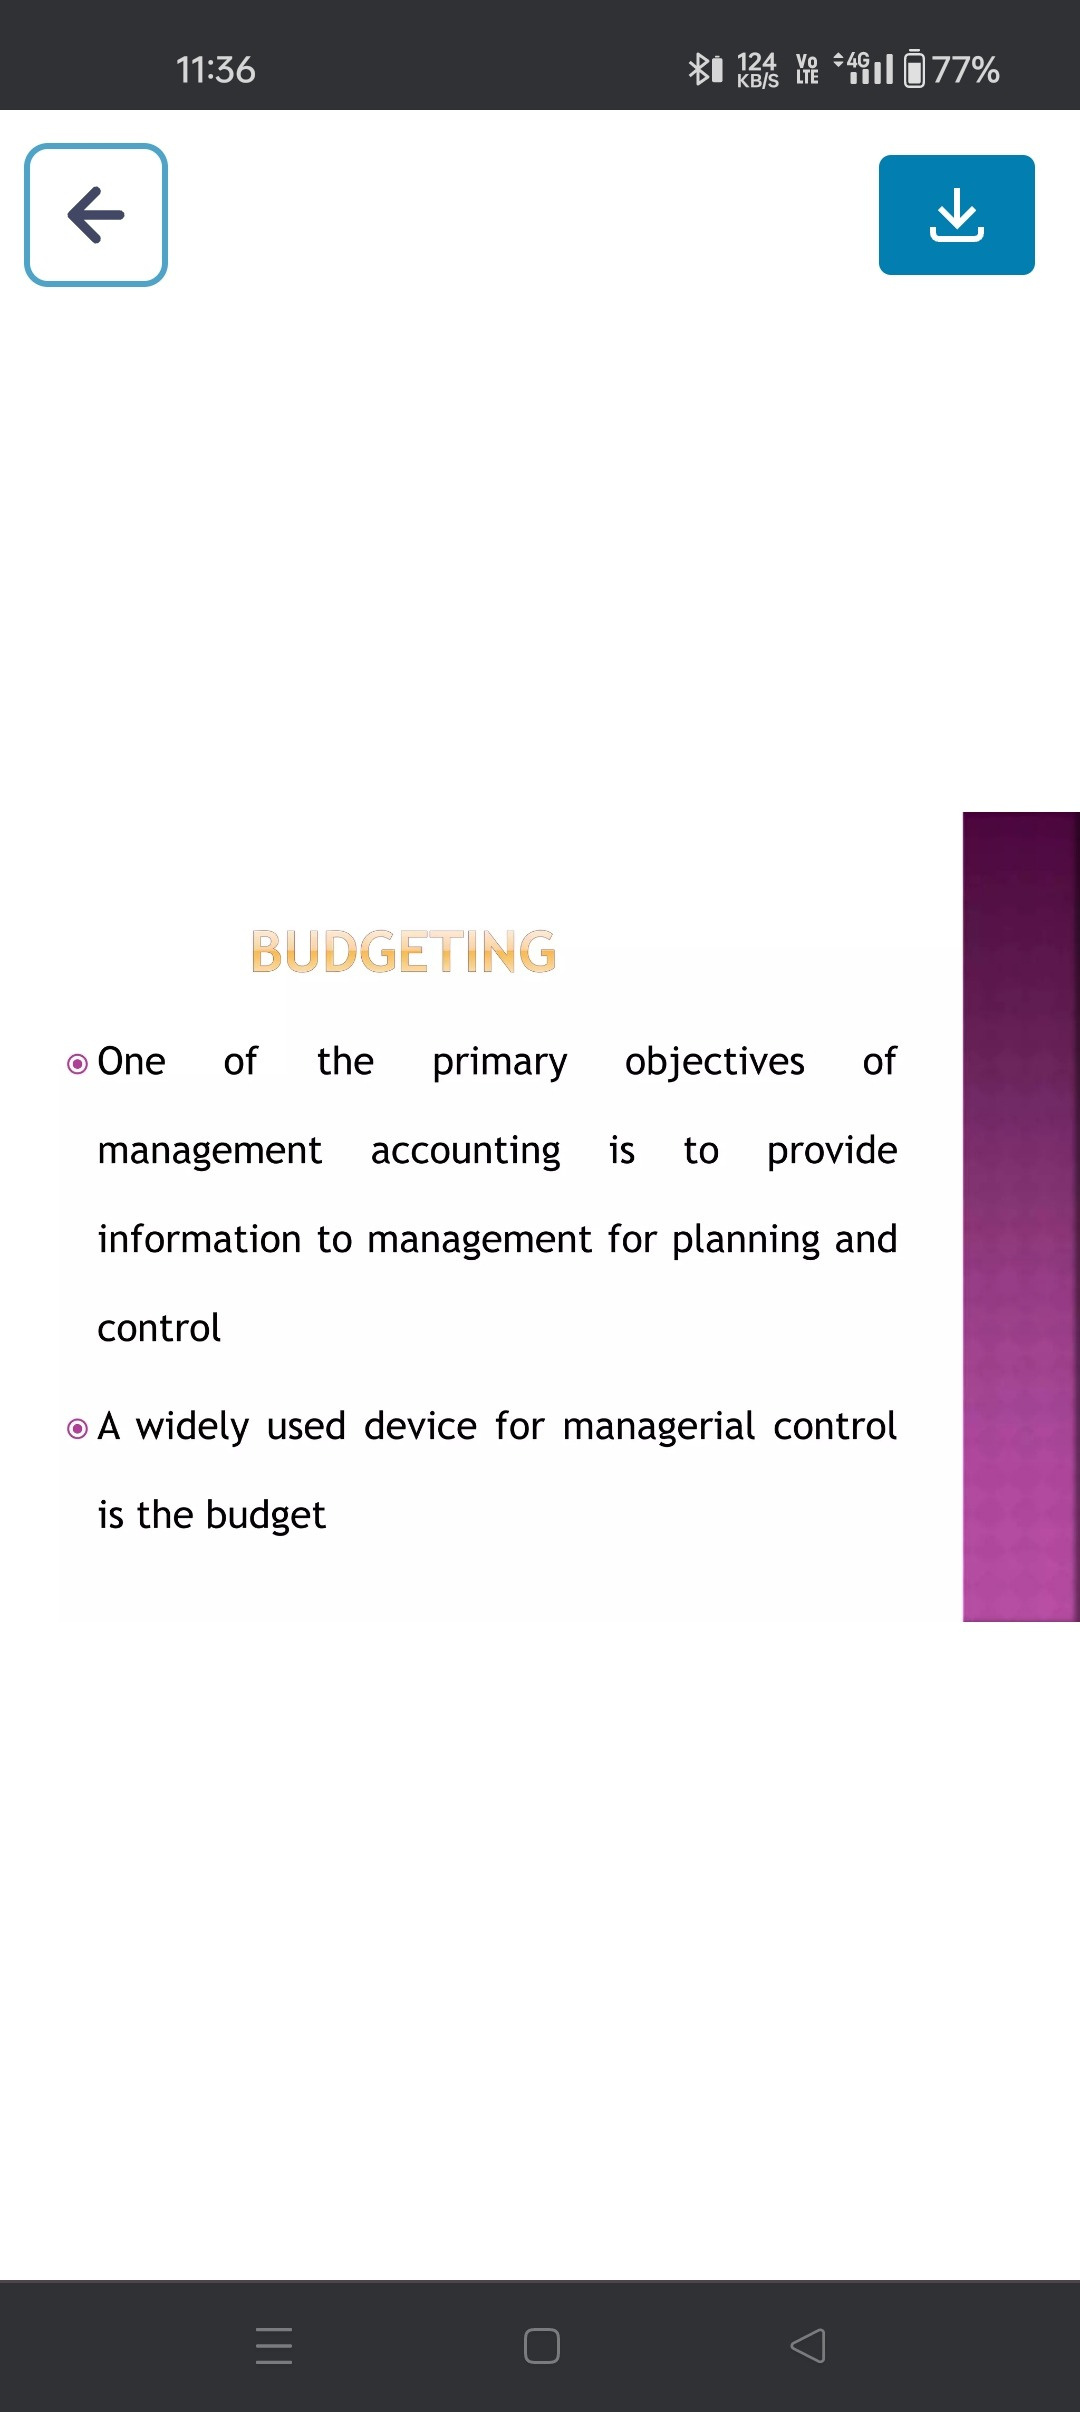 11:36
124
KB/S
Vo
LTE
4G
77%
BUDGETING
One of the primary objectives of
management accounting is to provide
information to management for planning and
control
A widely used device for managerial control
is the budget